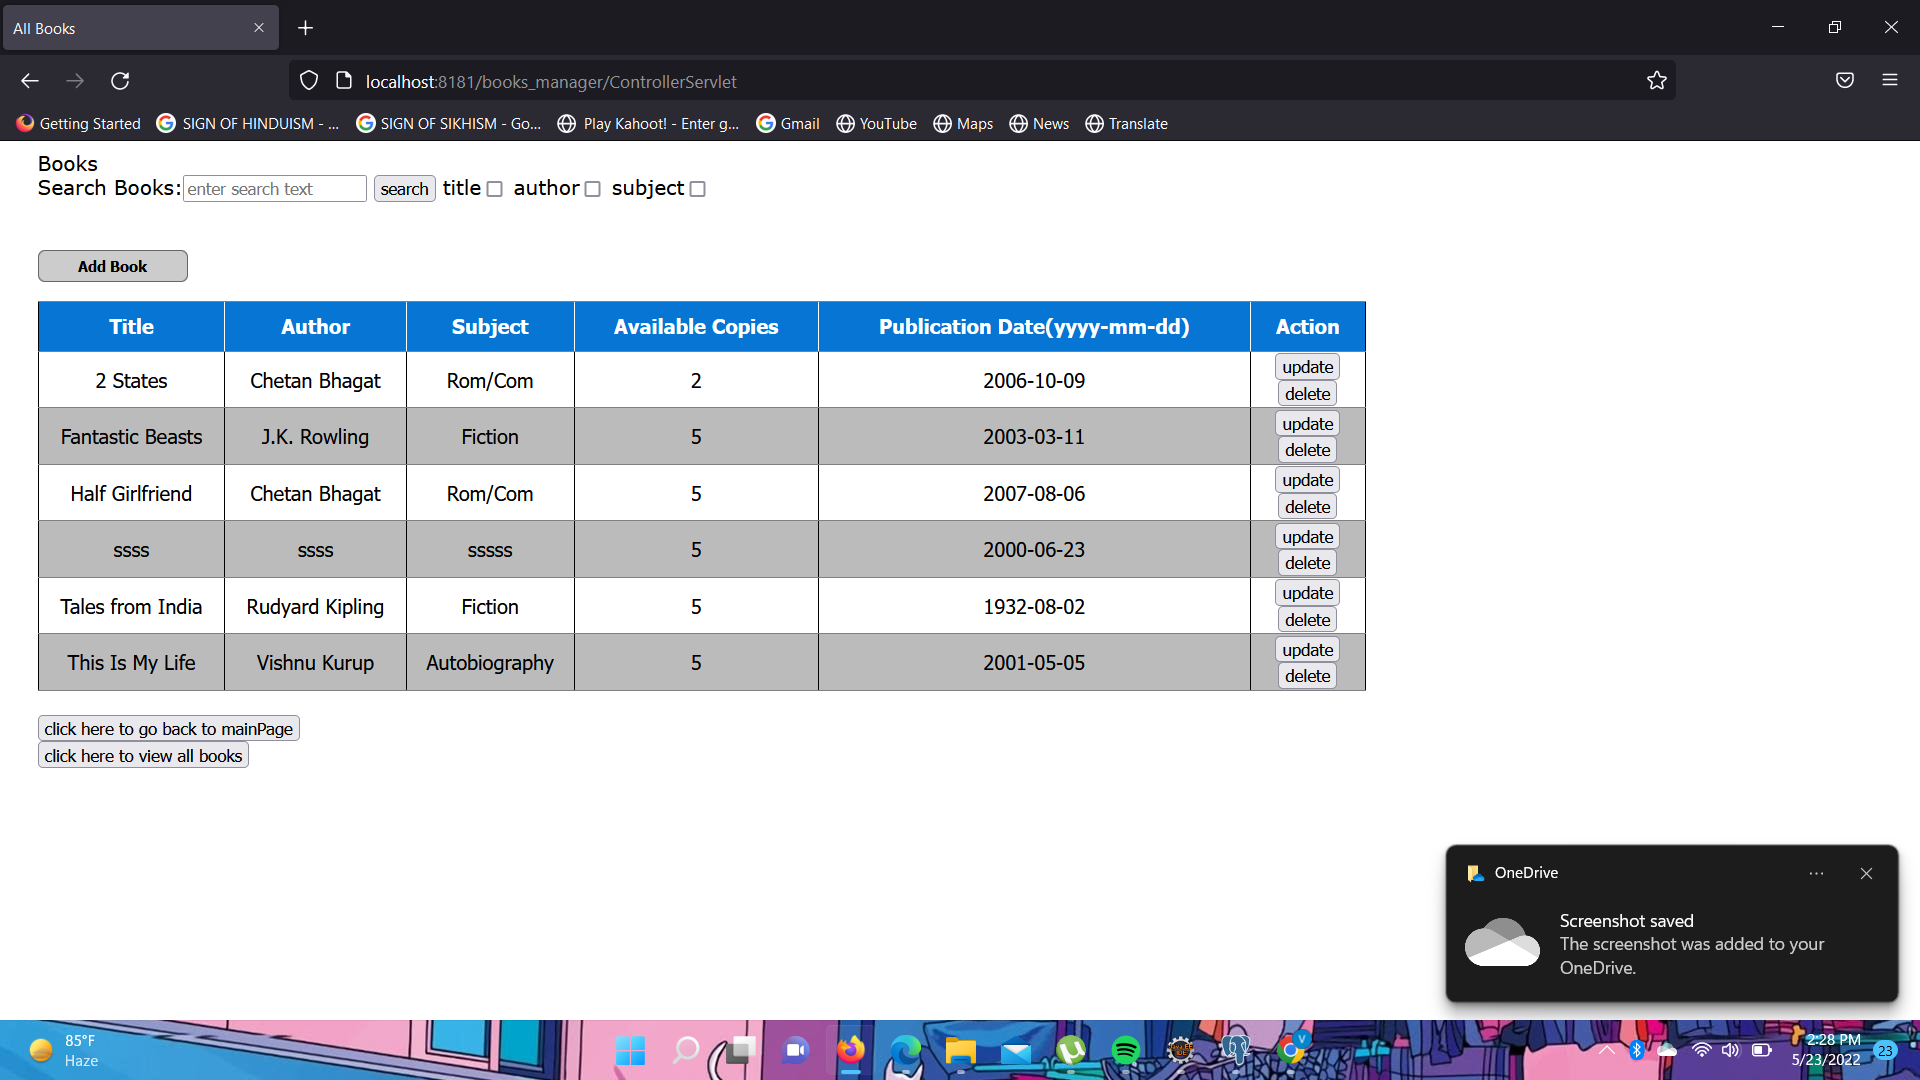 All Books
localhost:8181/books_manager/ControllerServlet
Getting Started SIGN OF HINDUISM - ... SIGN OF SIKHISM - Go... Play Kahoot! - Enter g... Gmail YouTube Maps News Translate
Books
Search Books: enter search text search title author subject
Add Book
Title Author Subject Available Copies Publication Date(yyyy-mm-dd) Action
2 States Chetan Bhagat Rom/Com 2 2006-10-09 update delete
Fantastic Beasts J.K. Rowling Fiction 5 2003-03-11 update delete
Half Girlfriend Chetan Bhagat Rom/Com 5 2007-08-06 update delete
ssss ssss sssss 5 2000-06-23 update delete
Tales from India Rudyard Kipling Fiction 5 1932-08-02 update delete
This Is My Life Vishnu Kurup Autobiography 5 2001-05-05 update delete
click here to go back to mainPage
click here to view all books
OneDrive
Screenshot saved
The screenshot was added to your
OneDrive.
85°F
Haze
V
2:28 PM
5/23/2022
23